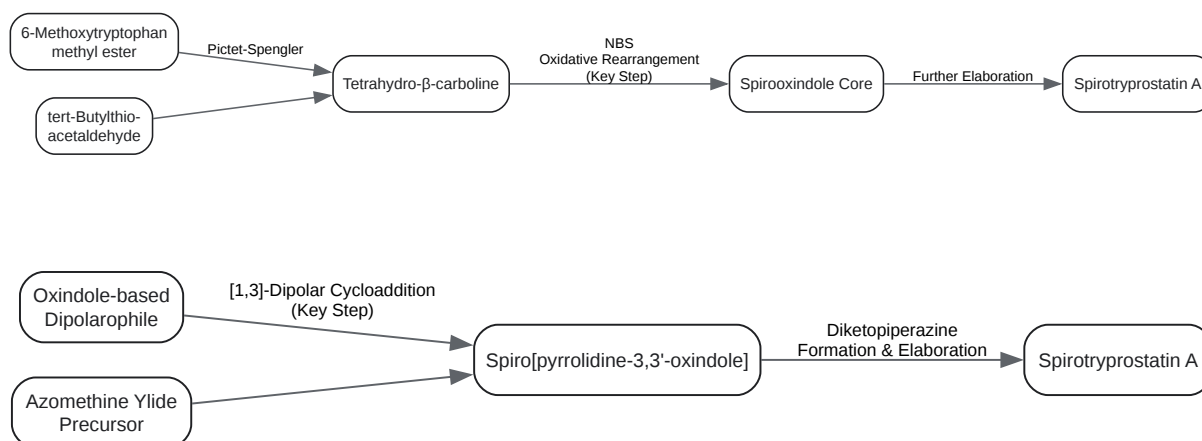 6-Methoxytryptophan
methyl ester
Pictet-Spengler
tert-Butylthio-
acetaldehyde
Tetrahydro-β-carboline
NBS
Oxidative Rearrangement
(Key Step)
Spirooxindole Core
Further Elaboration
Spirotryprostatin A
Oxindole-based
Dipolarophile
[1,3]-Dipolar Cycloaddition
(Key Step)
Azomethine Ylide
Precursor
Spiro[pyrrolidine-3,3'-oxindole]
Diketopiperazine
Formation & Elaboration
Spirotryprostatin A